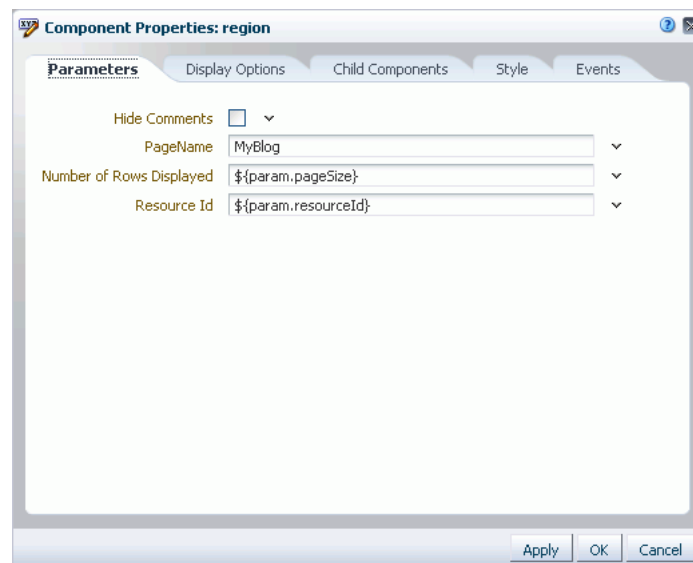 Component Properties: region
Parameters Display Options Child Components Style Events
Hide Comments
PageName MyBlog
Number of Rows Displayed ${param.pageSize}
Resource Id ${param.resourceId}
Apply OK Cancel